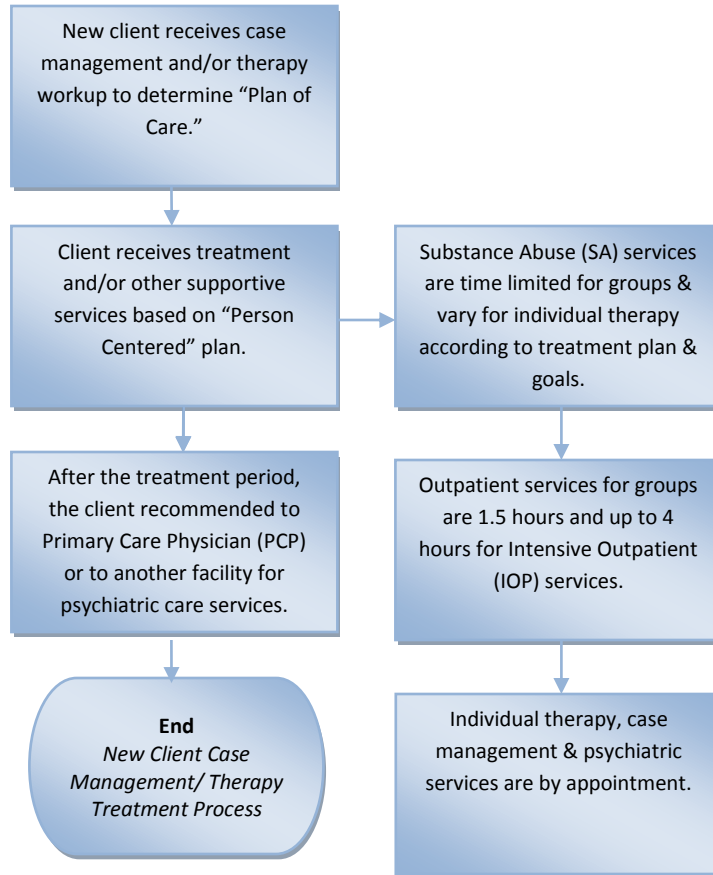 New client receives case
management and/or therapy
workup to determine “Plan of
Care.”
Client receives treatment
and/or other supportive
services based on “Person
Centered” plan.
Substance Abuse (SA) services
are time limited for groups &
vary for individual therapy
according to treatment plan &
goals.
After the treatment period,
the client recommended to
Primary Care Physician (PCP)
or to another facility for
psychiatric care services.
Outpatient services for groups
are 1.5 hours and up to 4
hours for Intensive Outpatient
(IOP) services.
End
New Client Case
Management/ Therapy
Treatment Process
Individual therapy, case
management & psychiatric
services are by appointment.